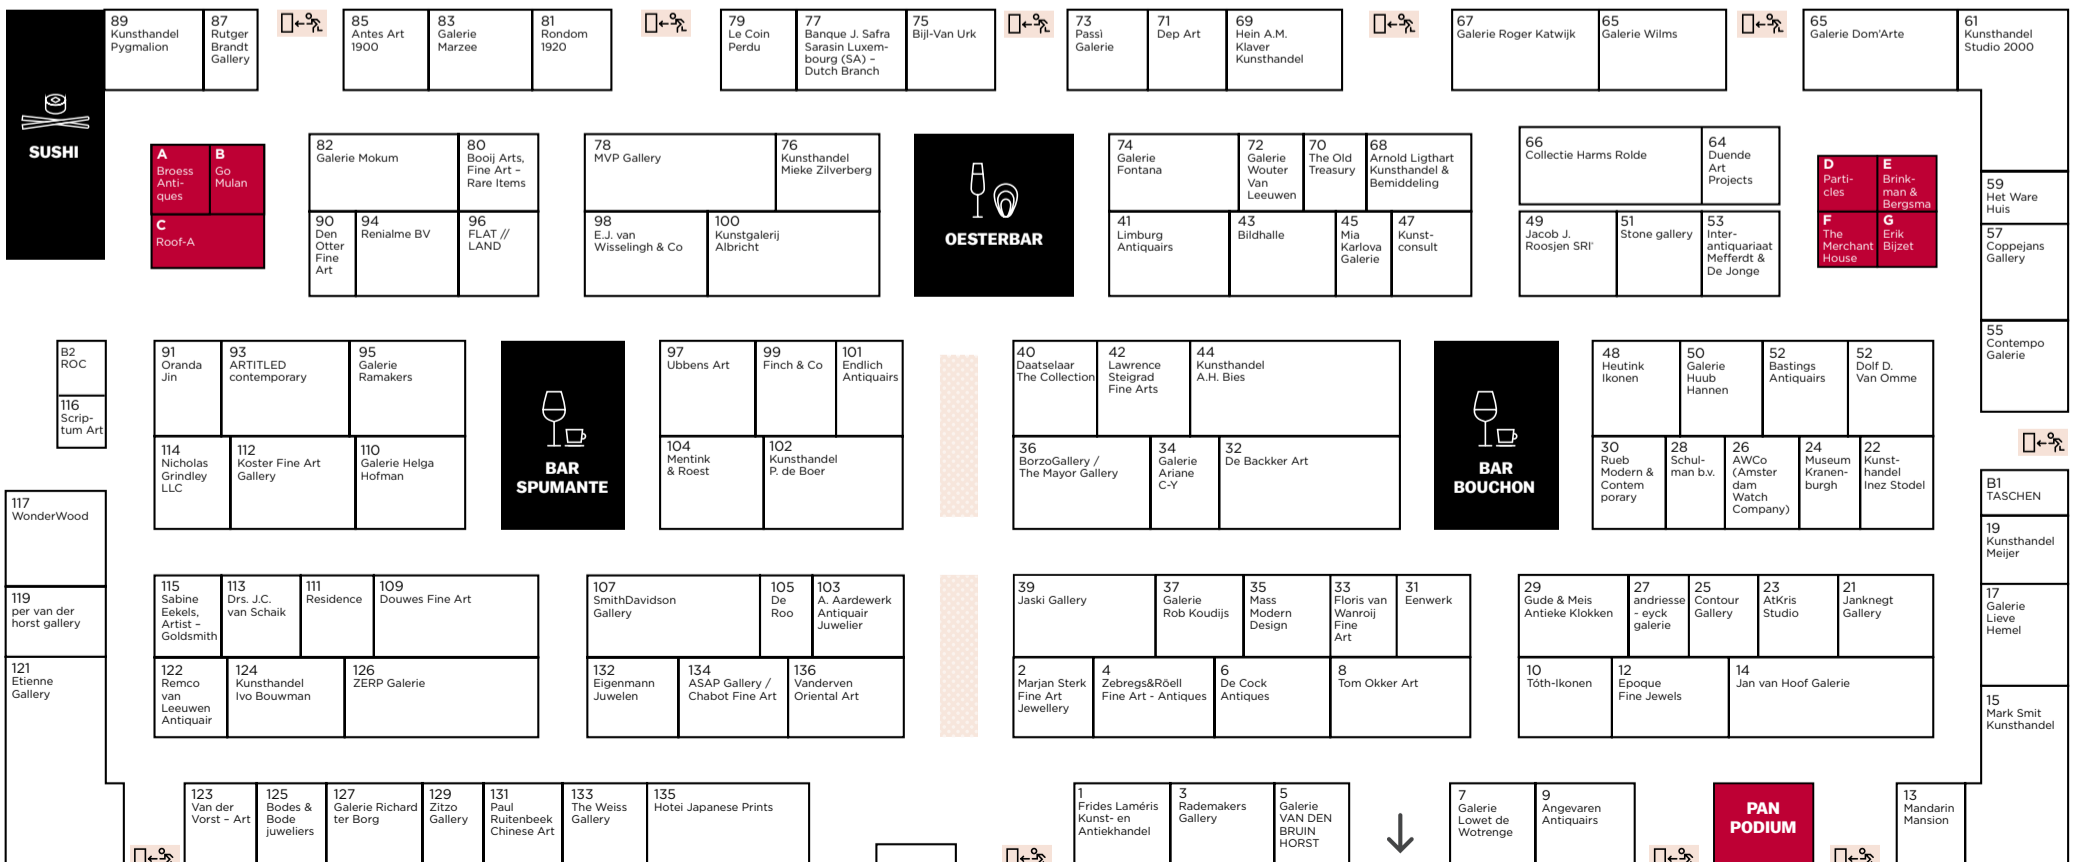 SUSHI
89
Kunsthandel
Pygmalion
87
Rutger
Brandt
Gallery
85
Antes Art
1900
83
Galerie
Marzee
81
Rondom
1920
79
Le Coin
Perdu
77
Banque J. Safra
Sarasin Luxem-
bourg (SA) –
Dutch Branch
75
Bijl-Van Urk
73
Passi
Galerie
71
Dep Art
69
Hein A.M.
Klaver
Kunsthandel
67
Galerie Roger Katwijk
65
Galerie Wilms
65
Galerie Dom'Arte
61
Kunsthandel
Studio 2000
A
Broess
Anti-
ques
B
Go
Mulan
C
Roof-A
82
Galerie Mokum
80
Booij Arts,
Fine Art –
Rare Items
90
Den
Otter
Fine
Art
94
Renialme BV
96
FLAT //
LAND
78
MVP Gallery
76
Kunsthandel
Mieke Zilverberg
98
E.J. van
Wisselingh & Co
100
Kunstgalerij
Albricht
OESTERBAR
74
Galerie
Fontana
72
Galerie
Wouter
Van
Leeuwen
70
The Old
Treasury
68
Arnold Ligthart
Kunsthandel &
Bemiddeling
41
Limburg
Antiquairs
43
Bildhalle
45
Mia
Karlova
Galerie
47
Kunst-
consult
66
Collectie Harms Rolde
64
Duende
Art
Projects
49
Jacob J.
Roosjen SRI'
51
Stone gallery
53
Inter-
antiquariaat
Mefferdt &
De Jonge
D
Parti-
cles
E
Brink-
man &
Bergsma
F
The
Merchant
House
G
Erik
Bijzet
59
Het Ware
Huis
57
Coppejans
Gallery
55
Contempo
Galerie
B2
ROC
116
Scrip-
tum Art
91
Oranda
Jin
93
ARTITLED
contemporary
95
Galerie
Ramakers
114
Nicholas
Grindley
LLC
112
Koster Fine Art
Gallery
110
Galerie Helga
Hofman
BAR
SPUMANTE
97
Ubbens Art
99
Finch & Co
101
Endlich
Antiquairs
104
Mentink
& Roest
102
Kunsthandel
P. de Boer
40
Daatselaar
The Collection
42
Lawrence
Steigrad
Fine Arts
44
Kunsthandel
A.H. Bies
36
BorzoGallery /
The Mayor Gallery
34
Galerie
Ariane
C-Y
32
De Backker Art
BAR
BOUCHON
48
Heutink
Ikonen
50
Galerie
Huub
Hannen
52
Bastings
Antiquairs
52
Dolf D.
Van Omme
30
Rueb
Modern &
Contem
porary
28
Schul-
man b.v.
26
AWCo
(Amster
dam
Watch
Company)
24
Museum
Kranen-
burgh
22
Kunst-
handel
Inez Stodel
B1
TASCHEN
19
Kunsthandel
Meijer
17
Galerie
Lieve
Hemel
15
Mark Smit
Kunsthandel
117
WonderWood
119
per van der
horst gallery
121
Etienne
Gallery
115
Sabine
Eekels,
Artist –
Goldsmith
113
Drs. J.C.
van Schaik
111
Residence
109
Douwes Fine Art
122
Remco
van
Leeuwen
Antiquair
124
Kunsthandel
Ivo Bouwman
126
ZERP Galerie
107
SmithDavidson
Gallery
105
De
Roo
103
A. Aardewerk
Antiquair
Juwelier
132
Eigenmann
Juwelen
134
ASAP Gallery /
Chabot Fine Art
136
Vanderven
Oriental Art
39
Jaski Gallery
37
Galerie
Rob Koudijs
35
Mass
Modern
Design
33
Floris van
Wanroij
Fine
Art
31
Eenwerk
2
Marjan Sterk
Fine Art
Jewellery
4
Zebregs&Röell
Fine Art - Antiques
6
De Cock
Antiques
8
Tom Okker Art
29
Gude & Meis
Antieke Klokken
27
andriesse
- eyck
galerie
25
Contour
Gallery
23
AtKris
Studio
21
Janknegt
Gallery
10
Tóth-Ikonen
12
Epoque
Fine Jewels
14
Jan van Hoof Galerie
123
Van der
Vorst – Art
125
Bodes &
Bode
juweliers
127
Galerie Richard
ter Borg
129
Zitzo
Gallery
131
Paul
Ruitenbeek
Chinese Art
133
The Weiss
Gallery
135
Hotei Japanese Prints
1
Frides Laméris
Kunst- en
Antiekhandel
3
Rademakers
Gallery
5
Galerie
VAN DEN
BRUIN
HORST
7
Galerie
Lowet de
Wotrenge
9
Angevaren
Antiquairs
PAN
PODIUM
13
Mandarin
Mansion